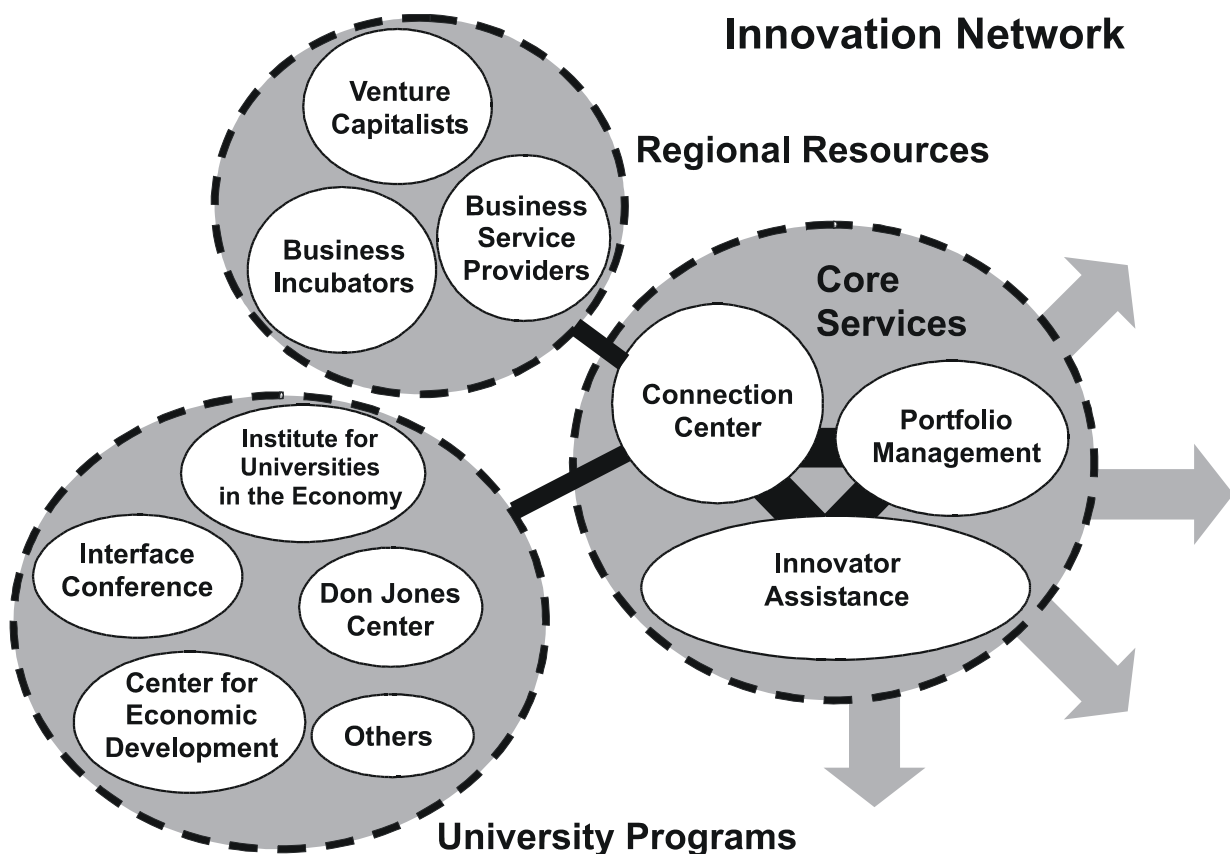 Innovation Network
Venture
Capitalists
Regional Resources
Business
Service
Providers
Business
Incubators
Core
Services
Connection
Center
Portfolio
Management
Innovator
Assistance
Institute for
Universities
in the Economy
Interface
Conference
Don Jones
Center
Center for
Economic
Development
Others
University Programs